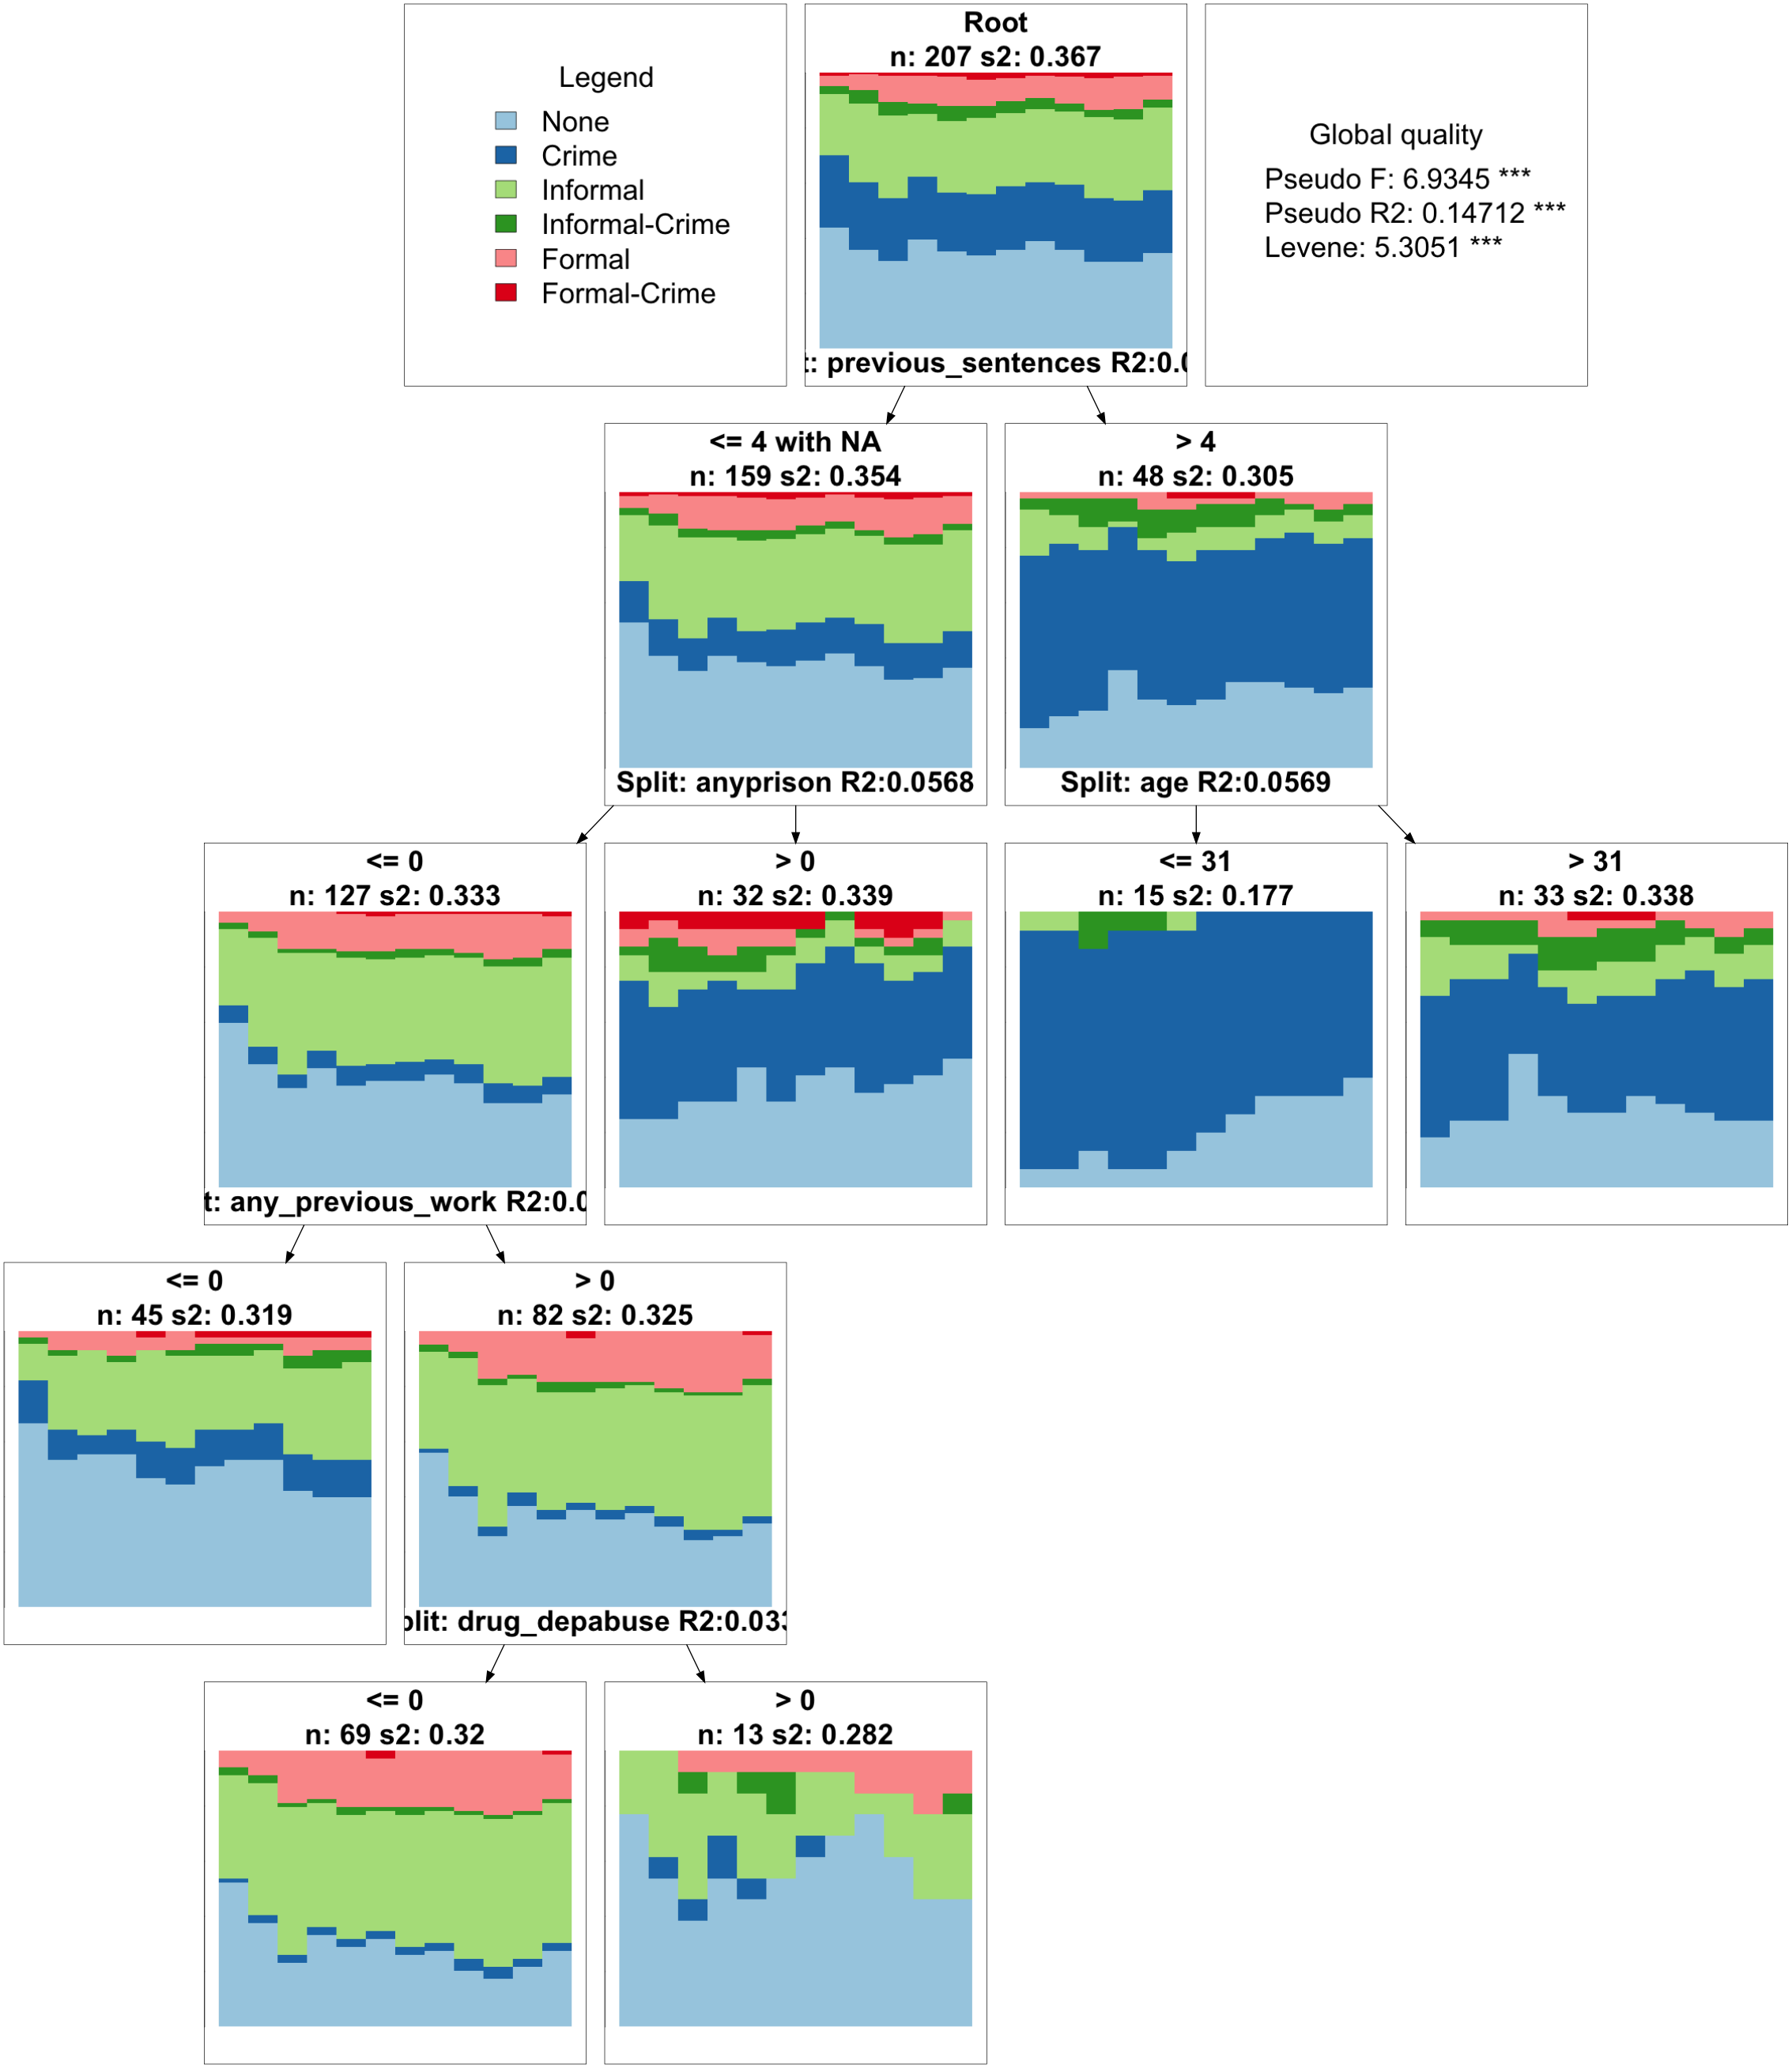 Legend
None
Crime
Informal
Informal-Crime
Formal
Formal-Crime
Root
n: 207 s2: 0.367
previous_sentences R2:0.0
Global quality
Pseudo F: 6.9345 ***
Pseudo R2: 0.14712 ***
Levene: 5.3051 ***
<= 4 with NA
n: 159 s2: 0.354
Split: anyprison R2:0.0568
> 4
n: 48 s2: 0.305
Split: age R2:0.0569
<= 0
n: 127 s2: 0.333
t: any_previous_work R2:0.0
> 0
n: 32 s2: 0.339
<= 31
n: 15 s2: 0.177
> 31
n: 33 s2: 0.338
<= 0
n: 45 s2: 0.319
> 0
n: 82 s2: 0.325
plit: drug_depabuse R2:0.033
<= 0
n: 69 s2: 0.32
> 0
n: 13 s2: 0.282